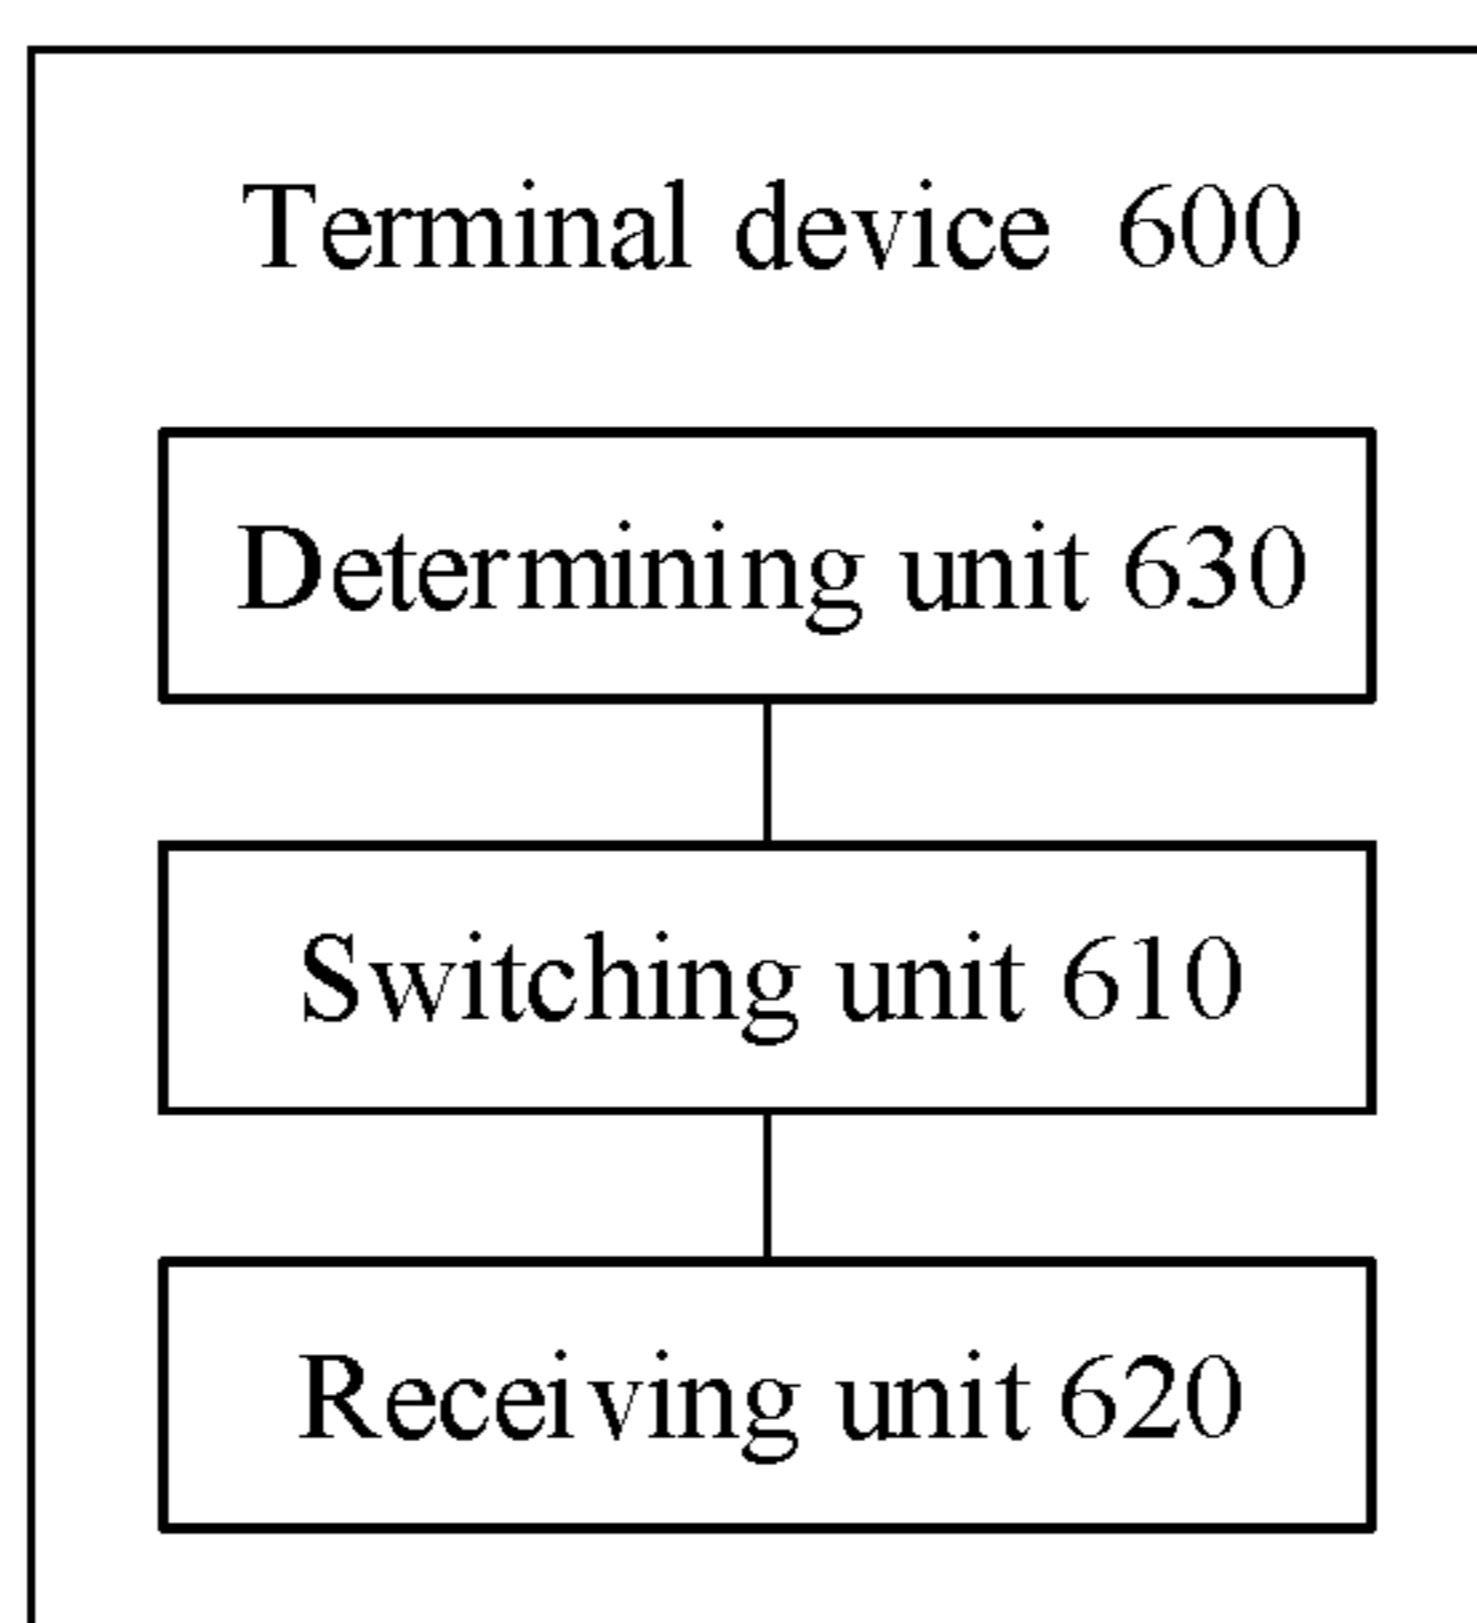 Terminal device 600
Determining unit 630
Switching unit 610
Receiving unit 620